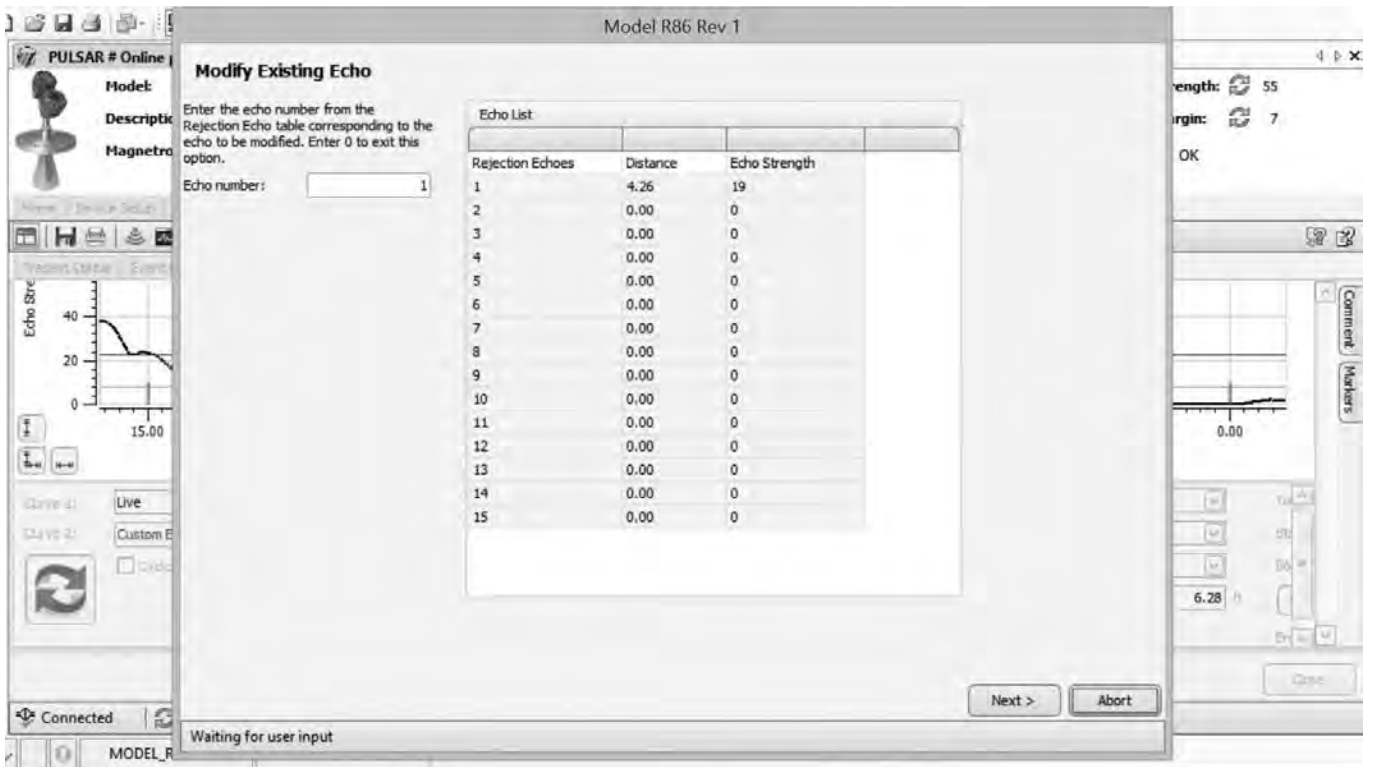 Model R86 Rev 1
PULSAR # Online
Model:
Magnetro
Modify Existing Echo
Enter the echo number from the
Rejection Echo table corresponding to the
echo to be modified. Enter 0 to exit this
option.
Echo number: 1
Echo List
Rejection Echoes Distance Echo Strength
1 4.26 19
2 0.00 0
3 0.00 0
4 0.00 0
5 0.00 0
6 0.00 0
7 0.00 0
8 0.00 0
9 0.00 0
10 0.00 0
11 0.00 0
12 0.00 0
13 0.00 0
14 0.00 0
15 0.00 0
Next > Abort
Waiting for user input
rength: 55
rgin: 7
OK
Comment
Markers
Echo Stre
40
20
0
15.00
0.00
Live
Custom E
6.28
Connected
MODEL_R